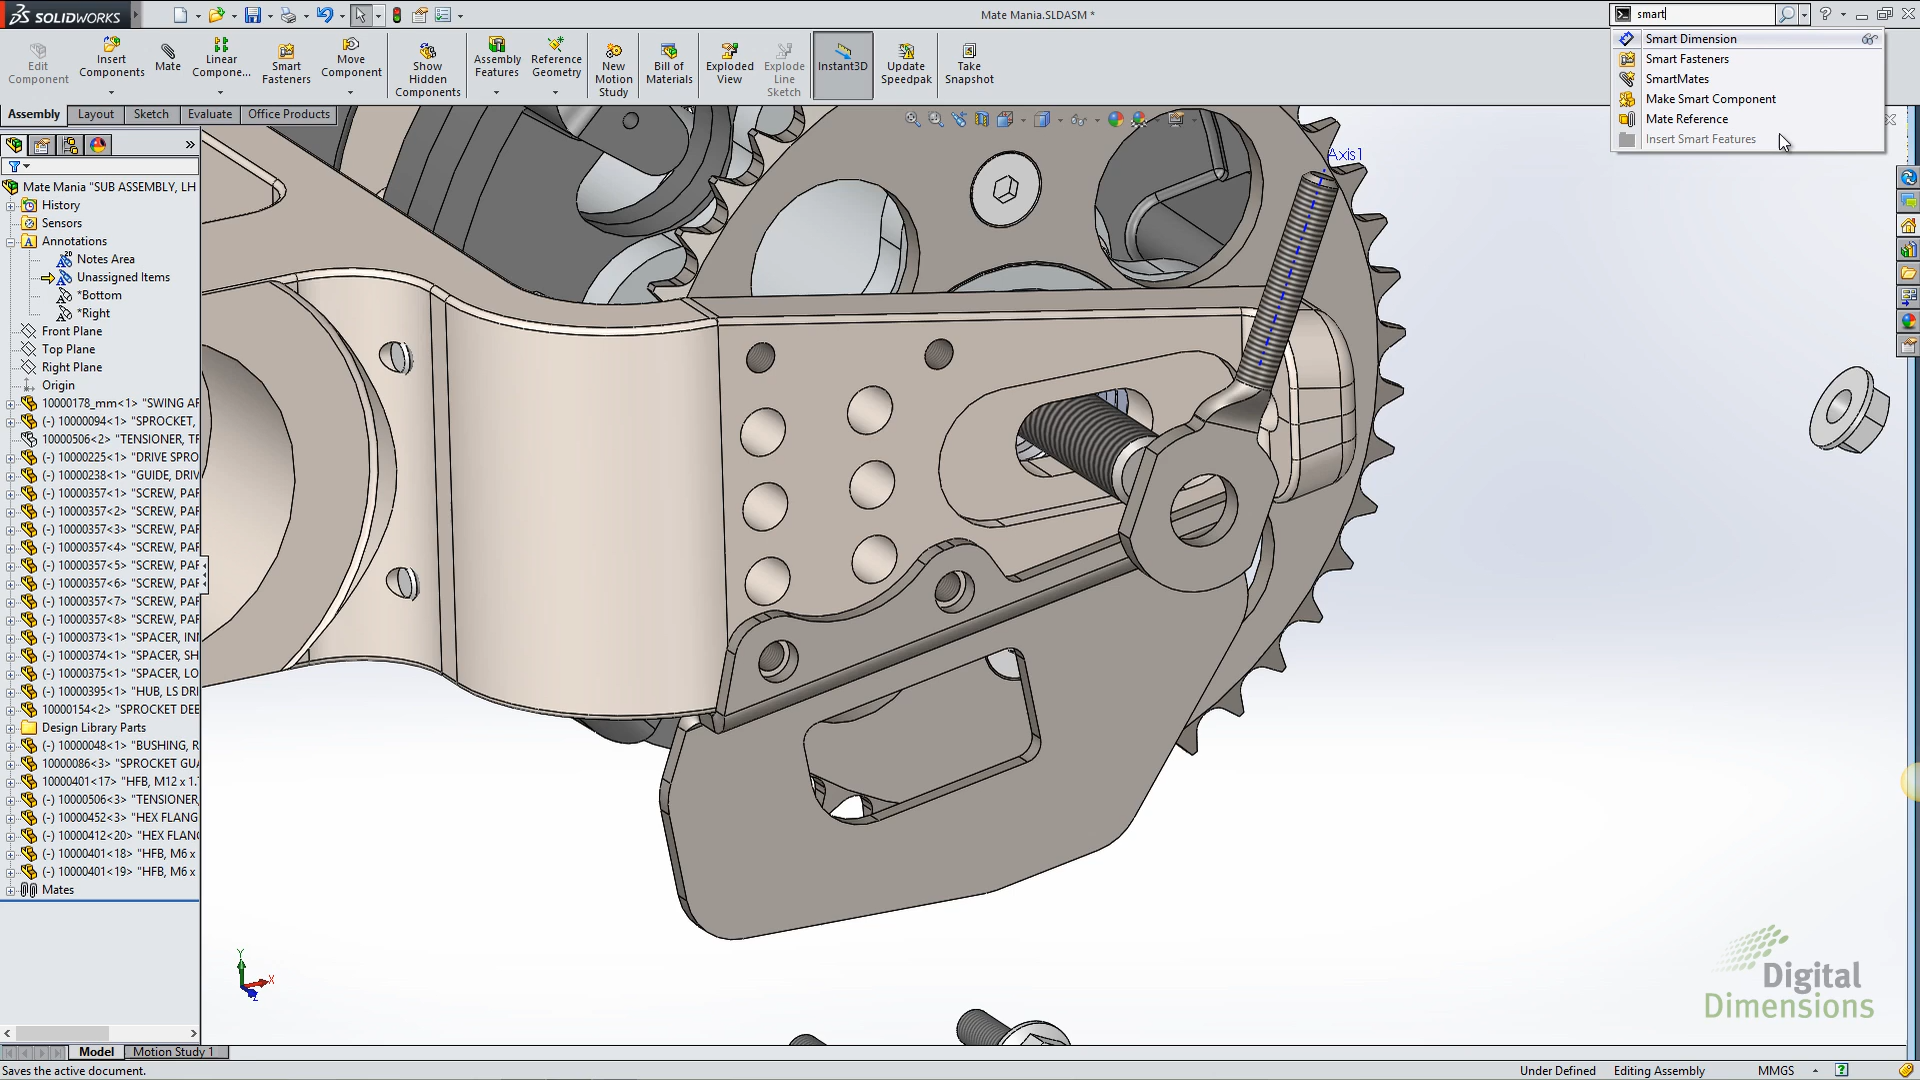 SOLIDWORKS
Mate Mania.SLDASM *
smart
Smart Dimension
Smart Fasteners
SmartMates
Make Smart Component
Mate Reference
Insert Smart Features
Edit Component
Insert Components
Mate
Linear Compone...
Smart Fasteners
Move Component
Show Hidden Components
Assembly Features
Reference Geometry
New Motion Study
Bill of Materials
Exploded View
Explode Line Sketch
Instant3D
Update Speedpak
Take Snapshot
Assembly
Layout
Sketch
Evaluate
Office Products
Axis1
Mate Mania "SUB ASSEMBLY, LH
History
Sensors
Annotations
Notes Area
Unassigned Items
*Bottom
*Right
Front Plane
Top Plane
Right Plane
Origin
10000178_mm<1> "SWING AF
(-) 10000094<1> "SPROCKET,
10000506<2> "TENSIONER, TF
(-) 10000225<1> "DRIVE SPRO
(-) 10000238<1> "GUIDE, DRIV
(-) 10000357<1> "SCREW, PAF
(-) 10000357<2> "SCREW, PAF
(-) 10000357<3> "SCREW, PAF
(-) 10000357<4> "SCREW, PAF
(-) 10000357<5> "SCREW, PAF
(-) 10000357<6> "SCREW, PAF
(-) 10000357<7> "SCREW, PAF
(-) 10000357<8> "SCREW, PAF
(-) 10000373<1> "SPACER, INN
(-) 10000374<1> "SPACER, SH
(-) 10000375<1> "SPACER, LO
(-) 10000395<1> "HUB, LS DRI
10000154<2> "SPROCKET DEE
Design Library Parts
(-) 10000048<1> "BUSHING, R
10000086<3> "SPROCKET GUA
10000401<17> "HFB, M12 x 1.7
(-) 10000506<3> "TENSIONER,
(-) 10000452<3> "HEX FLANG
(-) 10000412<20> "HEX FLANG
(-) 10000401<18> "HFB, M6 x
(-) 10000401<19> "HFB, M6 x
Mates
Y
X
Z
Digital
Dimensions
Model
Motion Study 1
Saves the active document.
Under Defined
Editing Assembly
MMGS